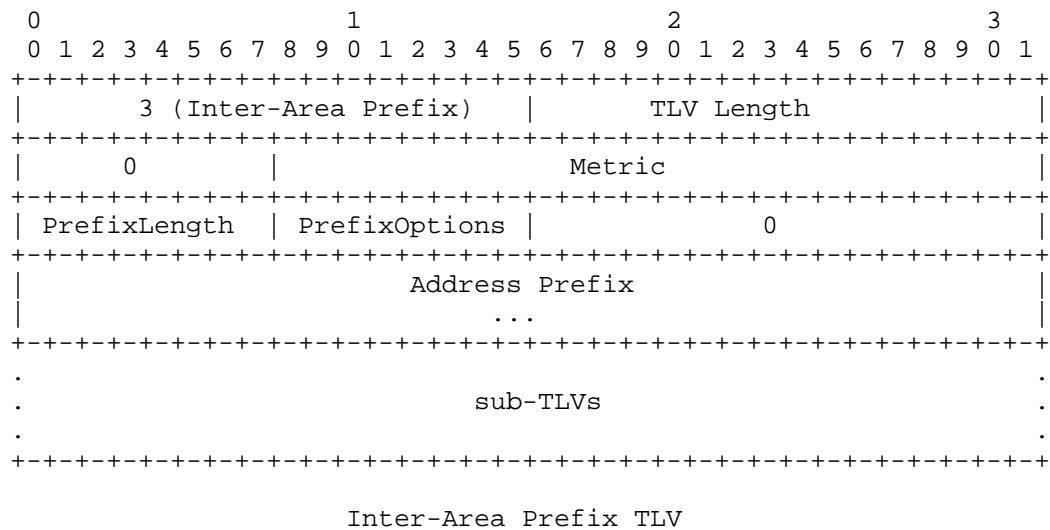 0                   1                   2                   3
 0 1 2 3 4 5 6 7 8 9 0 1 2 3 4 5 6 7 8 9 0 1 2 3 4 5 6 7 8 9 0 1
+-+-+-+-+-+-+-+-+-+-+-+-+-+-+-+-+-+-+-+-+-+-+-+-+-+-+-+-+-+-+-+-+
|       3 (Inter-Area Prefix)   |       TLV Length              |
+-+-+-+-+-+-+-+-+-+-+-+-+-+-+-+-+-+-+-+-+-+-+-+-+-+-+-+-+-+-+-+-+
|      0        |                  Metric                       |
+-+-+-+-+-+-+-+-+-+-+-+-+-+-+-+-+-+-+-+-+-+-+-+-+-+-+-+-+-+-+-+-+
| PrefixLength  | PrefixOptions |              0                |
+-+-+-+-+-+-+-+-+-+-+-+-+-+-+-+-+-+-+-+-+-+-+-+-+-+-+-+-+-+-+-+-+
|                        Address Prefix                         |
|                             ...                               |
+-+-+-+-+-+-+-+-+-+-+-+-+-+-+-+-+-+-+-+-+-+-+-+-+-+-+-+-+-+-+-+-+
.                                                               .
.                            sub-TLVs                           .
.                                                               .
+-+-+-+-+-+-+-+-+-+-+-+-+-+-+-+-+-+-+-+-+-+-+-+-+-+-+-+-+-+-+-+-+
                    Inter-Area Prefix TLV